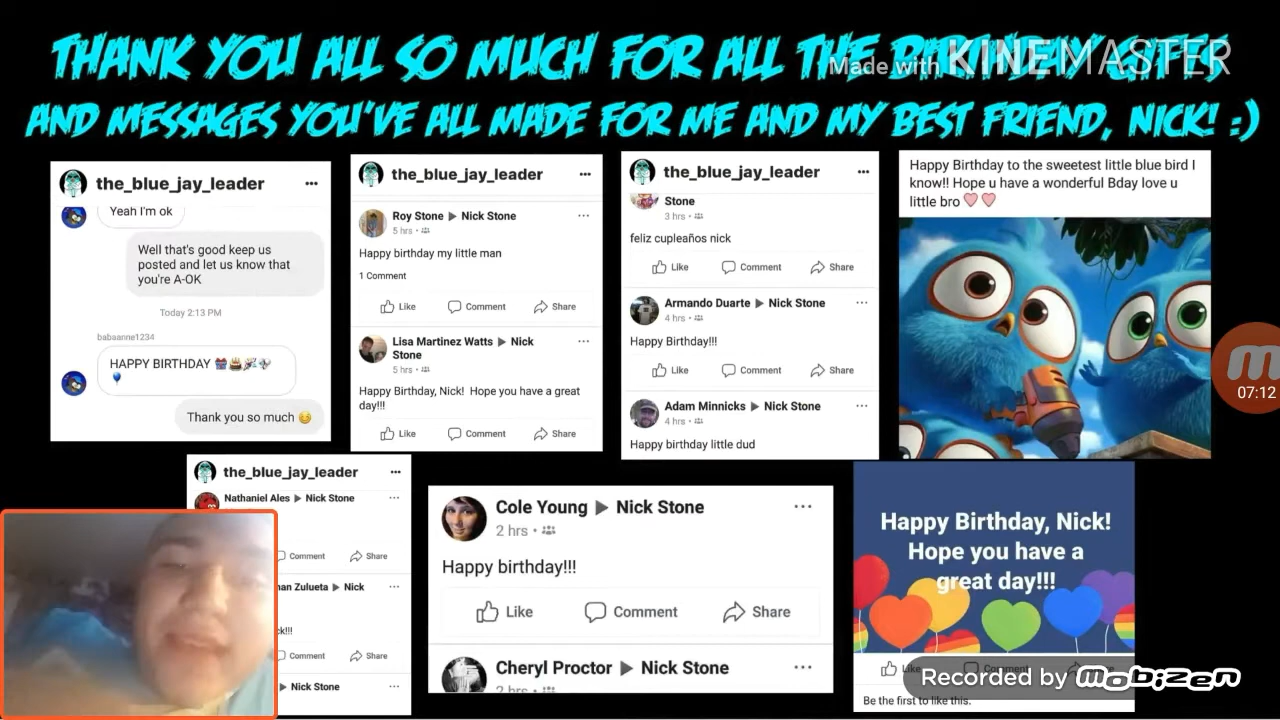 THANK YOU ALL SO MUCH FOR ALL THE BIRTHDAY GIFTS
Made with KINEMASTER
AND MESSAGES YOU'VE ALL MADE FOR ME AND MY BEST FRIEND, NICK! :)
the_blue_jay_leader
Yeah I'm ok
Well that's good keep us
posted and let us know that
you're A-OK
Today 2:13 PM
babaanne1234
HAPPY BIRTHDAY
Thank you so much
the_blue_jay_leader
Roy Stone ▶ Nick Stone
5 hrs
Happy birthday my little man
1 Comment
Like Comment Share
Lisa Martinez Watts ▶ Nick
Stone
5 hrs
Happy Birthday, Nick! Hope you have a great
day!!!
Like Comment Share
the_blue_jay_leader
Stone
3 hrs
feliz cupleaños nick
Like Comment Share
Armando Duarte ▶ Nick Stone
4 hrs
Happy Birthday!!!
Like Comment Share
Adam Minnicks ▶ Nick Stone
4 hrs
Happy birthday little dud
Happy Birthday to the sweetest little blue bird I
know!! Hope u have a wonderful Bday love u
little bro
07:12
the_blue_jay_leader
Nathaniel Ales ▶ Nick Stone
Comment Share
Zulueta ▶ Nick
Comment Share
▶ Nick Stone
Cole Young ▶ Nick Stone
2 hrs
Happy birthday!!!
Like Comment Share
Cheryl Proctor ▶ Nick Stone
2 hrs
Happy Birthday, Nick!
Hope you have a
great day!!!
Like Comment
Recorded by mobizen
Be the first to like this.